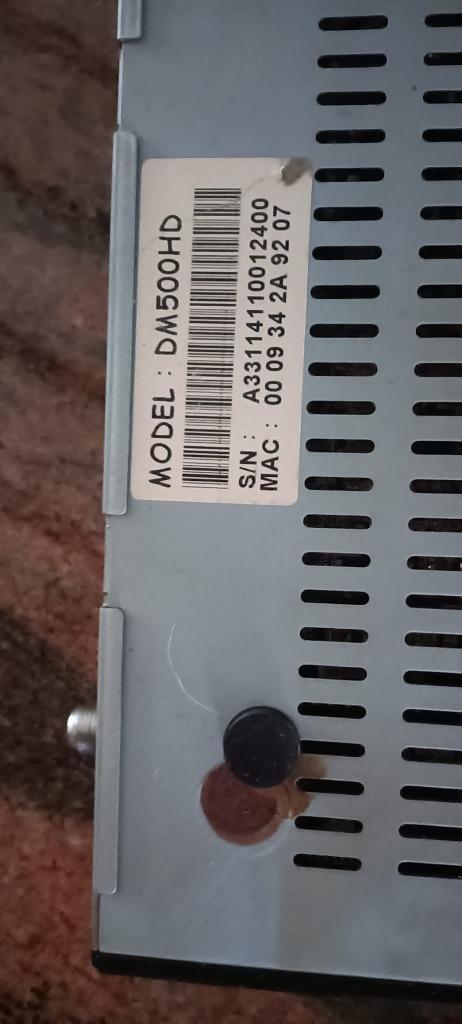 MODEL : DM500HD
S/N : A33114110012400
MAC : 00 09 34 2A 92 07